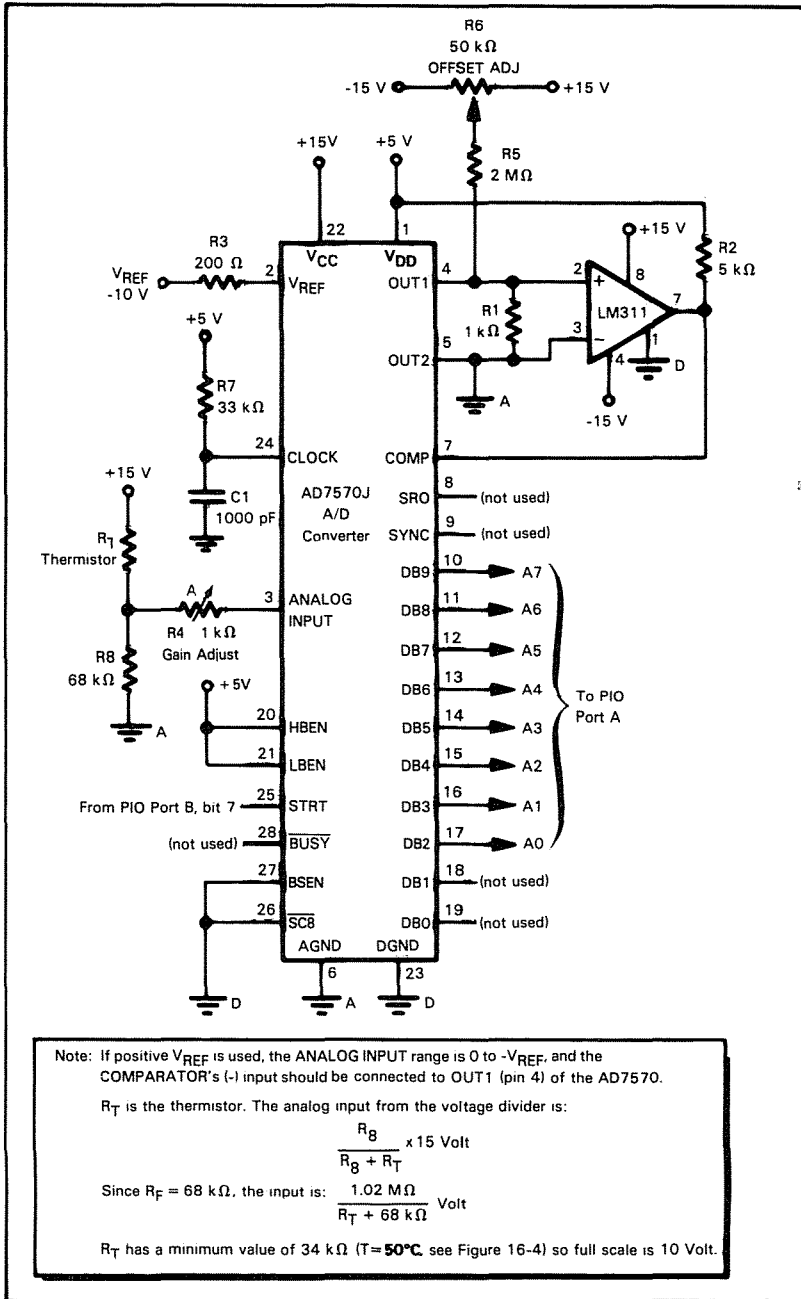 R6
50 kΩ
OFFSET ADJ
-15 V
+15 V
+15V
+5 V
R5
2 MΩ
22
1
VCC
VDD
R3
200 Ω
VREF
-10 V
2
VREF
4
OUT1
R1
1 kΩ
2
+
+15 V
8
LM311
7
R2
5 kΩ
3
−
4
1
D
-15 V
5
OUT2
A
+5 V
R7
33 kΩ
24
CLOCK
C1
1000 pF
AD7570J
A/D
Converter
COMP
7
SRO
8
(not used)
SYNC
9
(not used)
+15 V
RT
Thermistor
A
R4 1 kΩ
Gain Adjust
3
ANALOG
INPUT
R8
68 kΩ
A
DB9
10
A7
DB8
11
A6
DB7
12
A5
DB6
13
A4
DB5
14
A3
DB4
15
A2
DB3
16
A1
DB2
17
A0
DB1
18
(not used)
DB0
19
(not used)
To PIO
Port A
+5V
20
HBEN
21
LBEN
From PIO Port B, bit 7
25
STRT
(not used)
28
BUSY
27
BSEN
26
SC8
D
AGND
6
A
DGND
23
D
Note: If positive VREF is used, the ANALOG INPUT range is 0 to -VREF, and the
COMPARATOR's (-) input should be connected to OUT1 (pin 4) of the AD7570.
RT is the thermistor. The analog input from the voltage divider is:
R8
R8 + RT
x 15 Volt
Since RF = 68 kΩ, the input is:
1.02 MΩ
RT + 68 kΩ
Volt
RT has a minimum value of 34 kΩ (T=50°C, see Figure 16-4) so full scale is 10 Volt.